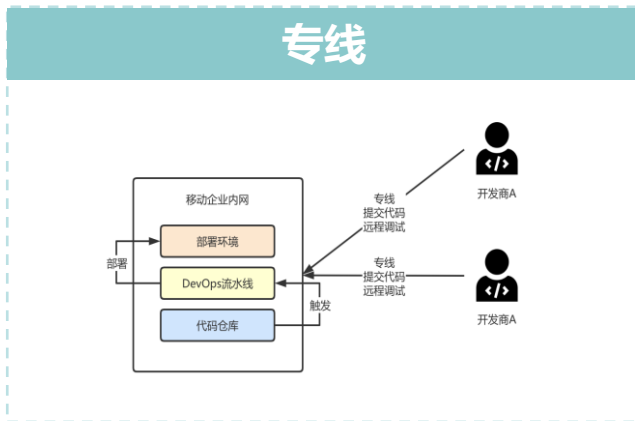 专线
移动企业内网
部署环境
部署
DevOps流水线
触发
代码仓库
专线
提交代码
远程调试
开发商A
专线
提交代码
远程调试
开发商A